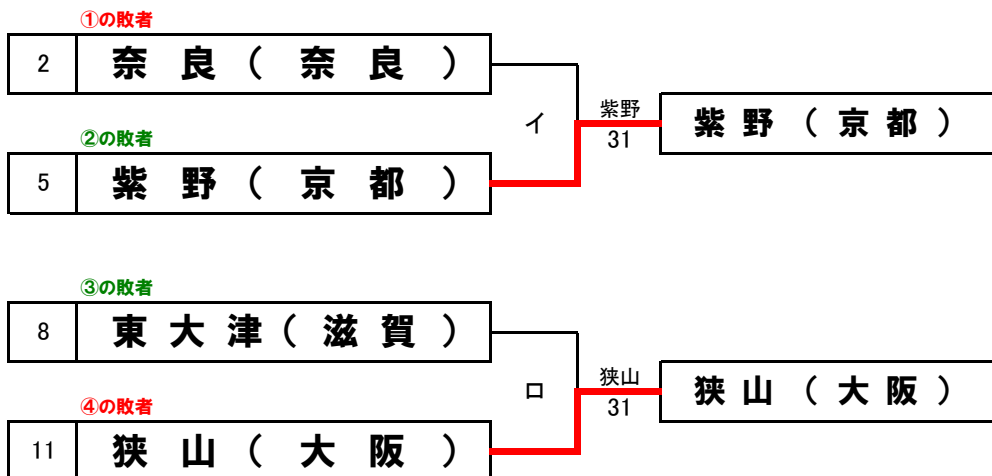 ①の敗者
2 奈良(奈良)
イ
紫野
31
紫野(京都)
②の敗者
5 紫野(京都)
③の敗者
8 東大津(滋賀)
ロ
狭山
31
狭山(大阪)
④の敗者
11 狭山(大阪)